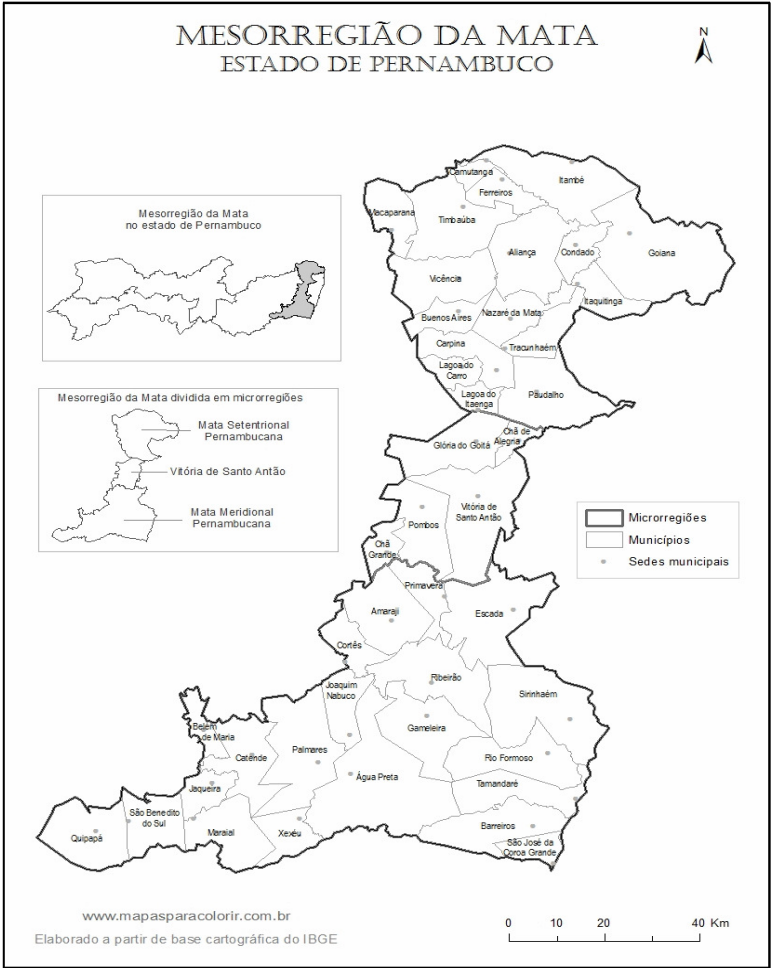 MESORREGIÃO DA MATA
ESTADO DE PERNAMBUCO
N
Mesorregião da Mata
no estado de Pernambuco
Mesorregião da Mata dividida em microrregiões
Mata Setentrional
Pernambucana
Vitória de Santo Antão
Mata Meridional
Pernambucana
Camutanga
Ferreiros
Itambé
Macaparana
Timbaúba
Aliança
Condado
Goiana
Vicência
Itaquitinga
Buenos Aires
Nazaré da Mata
Carpina
Tracunhaém
Lagoa do
Carro
Lagoa do
Itaenga
Paudalho
Chã de
Alegria
Glória do Goitá
Vitória de
Santo Antão
Pombos
Chã
Grande
Microrregiões
Municípios
Sedes municipais
Primavera
Amaraji
Escada
Cortês
Ribeirão
Joaquim
Nabuco
Sirinhaém
Gameleira
Belém
de Maria
Palmares
Catende
Rio Formoso
Água Preta
Tamandaré
Jaqueira
São Benedito
do Sul
Quipapá
Maraial
Xexéu
Barreiros
São José da
Coroa Grande
www.mapasparacolorir.com.br
Elaborado a partir de base cartográfica do IBGE
0 10 20 40 Km